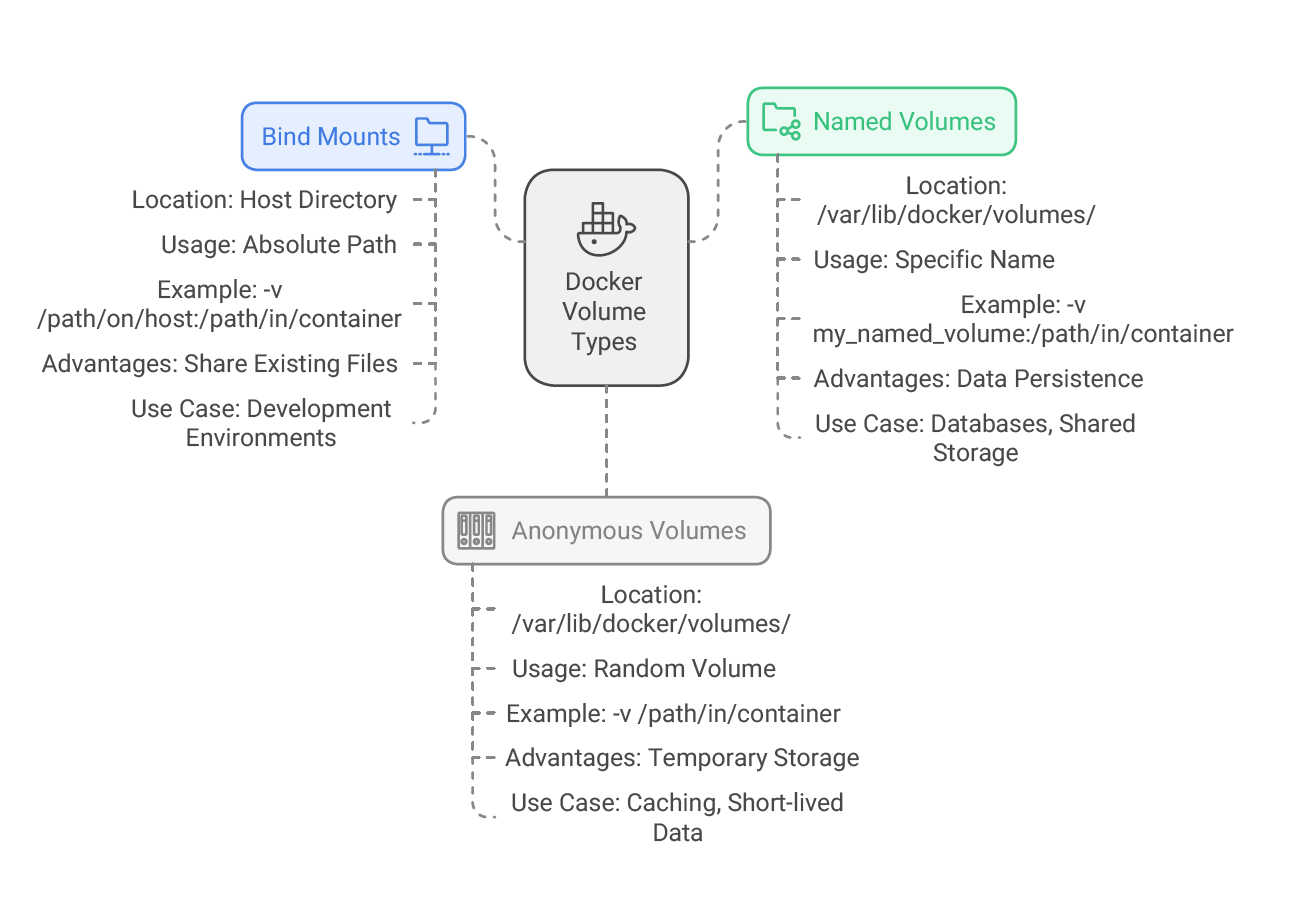 Docker
Volume
Types
Bind Mounts
Location: Host Directory
Usage: Absolute Path
Example: -v
/path/on/host:/path/in/container
Advantages: Share Existing Files
Use Case: Development
Environments
Named Volumes
Location:
/var/lib/docker/volumes/
Usage: Specific Name
Example: -v
my_named_volume:/path/in/container
Advantages: Data Persistence
Use Case: Databases, Shared
Storage
Anonymous Volumes
Location:
/var/lib/docker/volumes/
Usage: Random Volume
Example: -v /path/in/container
Advantages: Temporary Storage
Use Case: Caching, Short-lived
Data